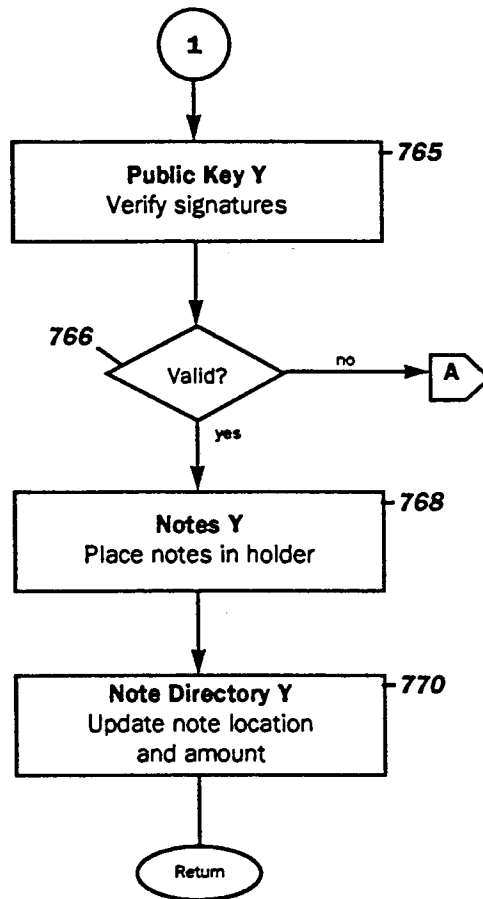 1
765
Public Key Y
Verify signatures
766
Valid?
no
A
yes
768
Notes Y
Place notes in holder
770
Note Directory Y
Update note location
and amount
Return